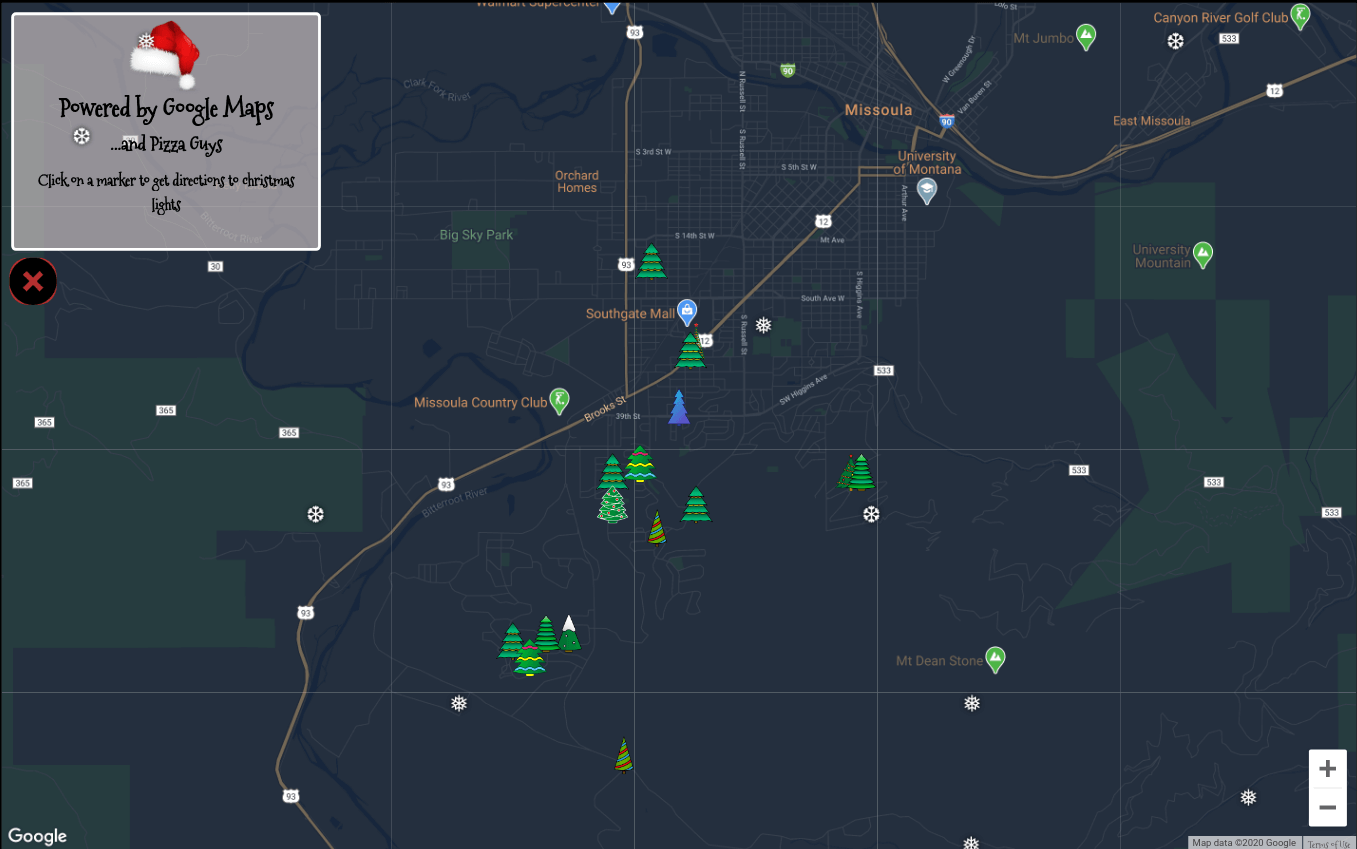 Walmart Supercenter
Powered by Google Maps
...and Pizza Guys
Click on a marker to get directions to christmas
lights
93
90
Clark Fork River
N Russell St
S Russell St
W Greenough Dr
Van Buren St
Mt Jumbo
Canyon River Golf Club
533
12
Missoula
90
East Missoula
S 3rd St W
S 5th St W
University
of Montana
Orchard
Homes
Arthur Ave
Bitterroot River
Big Sky Park
12
S 14th St W
Mt Ave
University
Mountain
30
93
S Higgins Ave
South Ave W
Southgate Mall
S Russell St
12
533
SW Higgins Ave
Missoula Country Club
Brooks St
39th St
365
365
365
365
93
Bitterroot River
533
533
533
93
Mt Dean Stone
93
Google
Map data ©2020 Google
Terms of Use